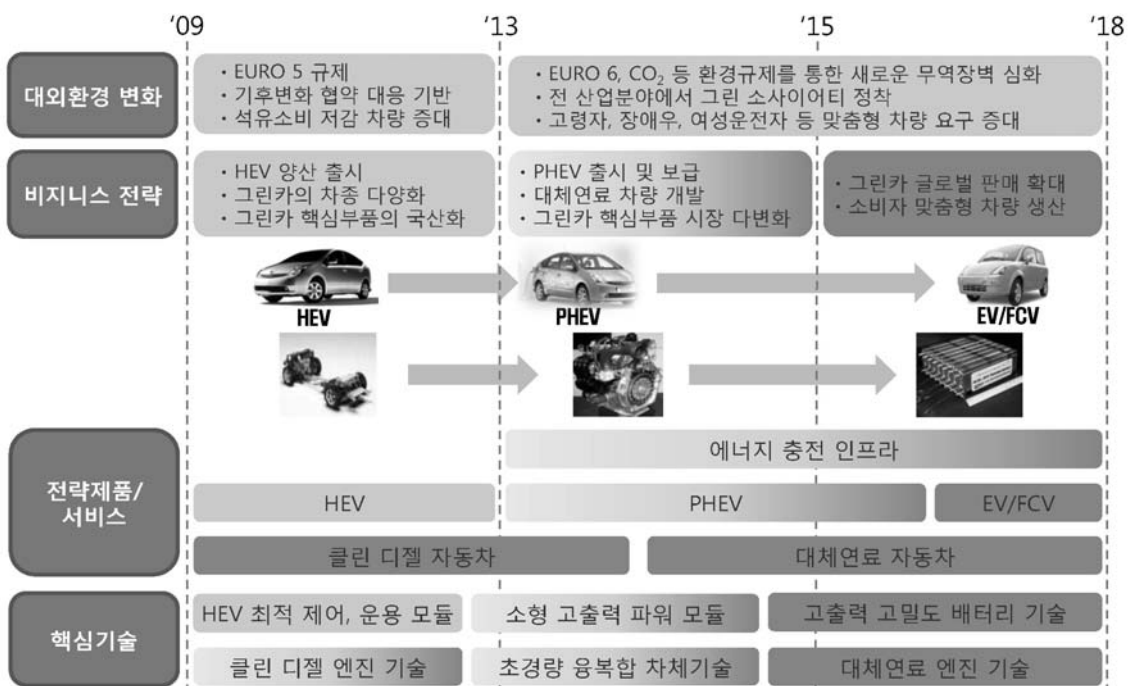 ‘09
‘13
‘15
‘18
대외환경 변화
· EURO 5 규제
· 기후변화 협약 대응 기반
· 석유소비 저감 차량 증대
· EURO 6, CO₂ 등 환경규제를 통한 새로운 무역장벽 심화
· 전 산업분야에서 그린 소사이어티 정착
· 고령자, 장애우, 여성운전자 등 맞춤형 차량 요구 증대
비지니스 전략
· HEV 양산 출시
· 그린카의 차종 다양화
· 그린카 핵심부품의 국산화
· PHEV 출시 및 보급
· 대체연료 차량 개발
· 그린카 핵심부품 시장 다변화
· 그린카 글로벌 판매 확대
· 소비자 맞춤형 차량 생산
HEV
PHEV
EV/FCV
전략제품/
서비스
에너지 충전 인프라
HEV
PHEV
EV/FCV
클린 디젤 자동차
대체연료 자동차
핵심기술
HEV 최적 제어, 운용 모듈
소형 고출력 파워 모듈
고출력 고밀도 배터리 기술
클린 디젤 엔진 기술
초경량 융복합 차체기술
대체연료 엔진 기술